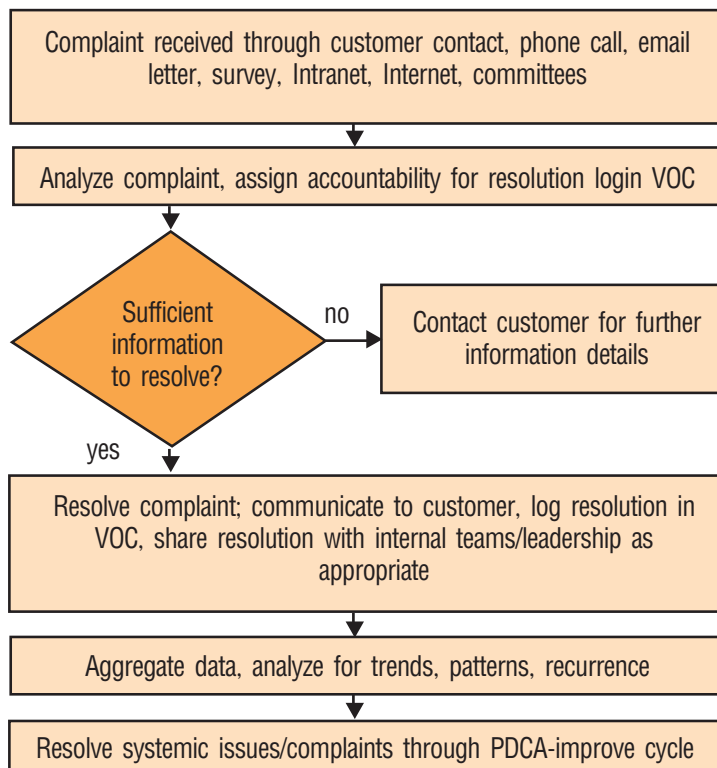 Complaint received through customer contact, phone call, email
letter, survey, Intranet, Internet, committees
Analyze complaint, assign accountability for resolution login VOC
Sufficient
information
to resolve?
no
Contact customer for further
information details
yes
Resolve complaint; communicate to customer, log resolution in
VOC, share resolution with internal teams/leadership as
appropriate
Aggregate data, analyze for trends, patterns, recurrence
Resolve systemic issues/complaints through PDCA-improve cycle